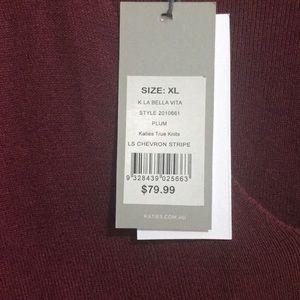 SIZE: XL
K LA BELLA VITA
STYLE 2010661
PLUM
Katies True Knits
LS CHEVRON STRIPE
9 328439 025663
$79.99
KATIES.COM.AU